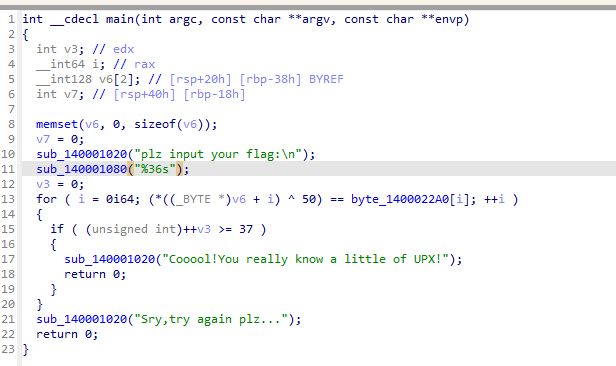 1 int __cdecl main(int argc, const char **argv, const char **envp)
2 {
3   int v3; // edx
4   __int64 i; // rax
5   __int128 v6[2]; // [rsp+20h] [rbp-38h] BYREF
6   int v7; // [rsp+40h] [rbp-18h]
7
8   memset(v6, 0, sizeof(v6));
9   v7 = 0;
10   sub_140001020("plz input your flag:\n");
11   sub_140001080("%36s");
12   v3 = 0;
13   for ( i = 0i64; (*((_BYTE *)v6 + i) ^ 50) == byte_1400022A0[i]; ++i )
14   {
15     if ( (unsigned int)++v3 >= 37 )
16     {
17       sub_140001020("Cooool!You really know a little of UPX!");
18       return 0;
19     }
20   }
21   sub_140001020("Sry,try again plz...");
22   return 0;
23 }